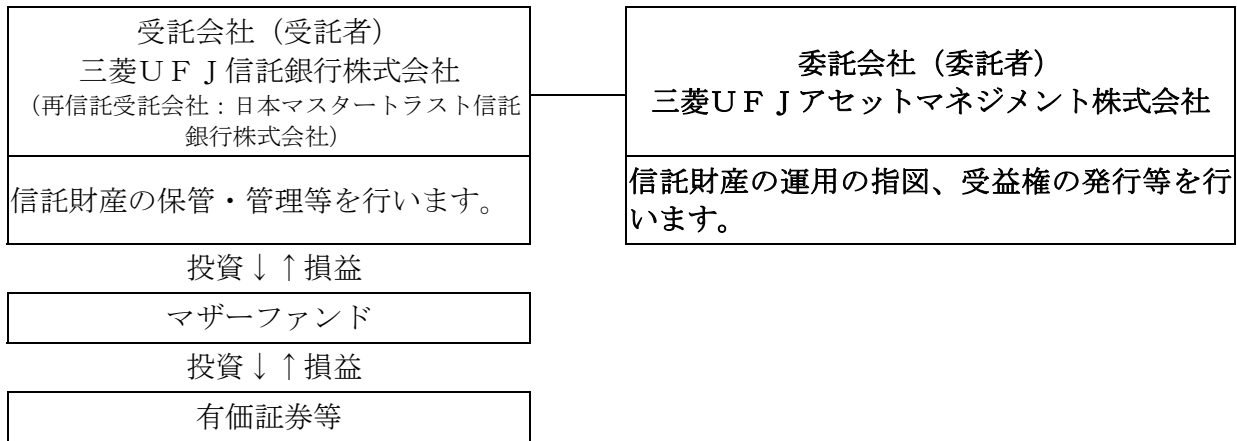 受託会社（受託者）
三菱ＵＦＪ信託銀行株式会社
（再信託受託会社：日本マスタートラスト信託
銀行株式会社）
信託財産の保管・管理等を行います。
委託会社（委託者）
三菱ＵＦＪアセットマネジメント株式会社
信託財産の運用の指図、受益権の発行等を行
います。
投資↓↑損益
マザーファンド
投資↓↑損益
有価証券等